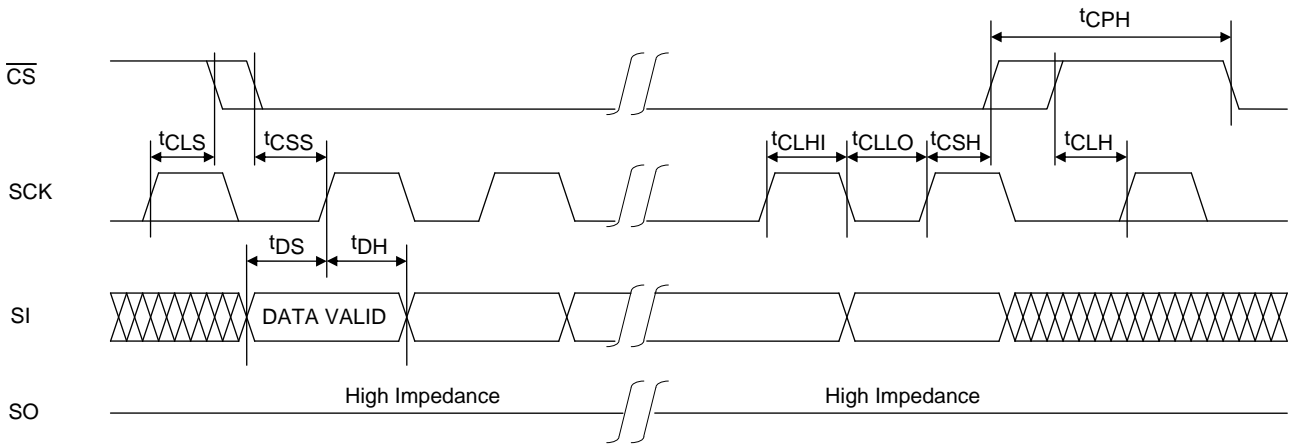 tCPH
CS
tCLS tCSS tCLHI tCLLO tCSH tCLH
SCK
tDS tDH
SI DATA VALID
High Impedance High Impedance
SO